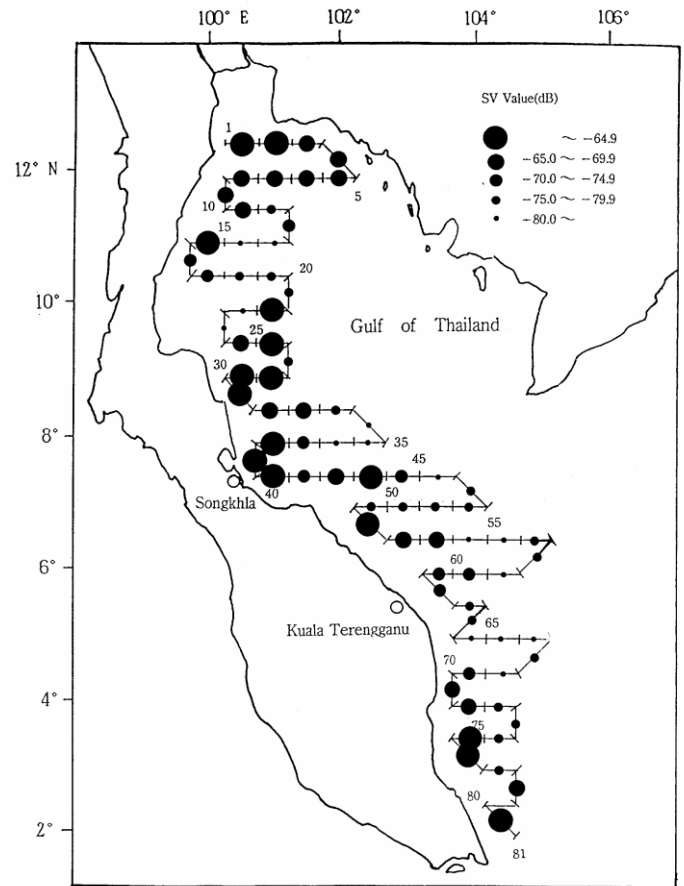 100° E 102° 104° 106°
SV Value(dB)
～ -64.9
-65.0 ～ -69.9
-70.0 ～ -74.9
-75.0 ～ -79.9
-80.0 ～
1
12° N
5
10
15
20
10°
25
Gulf of Thailand
30
8°
35
45
40
50
Songkhla
55
60
6°
Kuala Terengganu
65
70
4°
75
80
2°
81